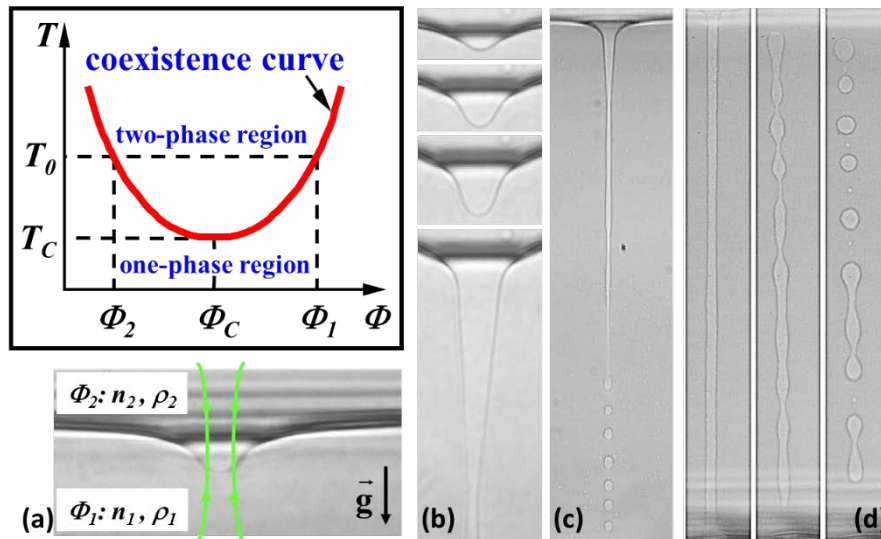 T
coexistence curve
two-phase region
T0
TC
one-phase region
Φ2 ΦC Φ1 Φ
Φ2: n2, ρ2
g
(a) Φ1: n1, ρ1
(b)
(c)
(d)